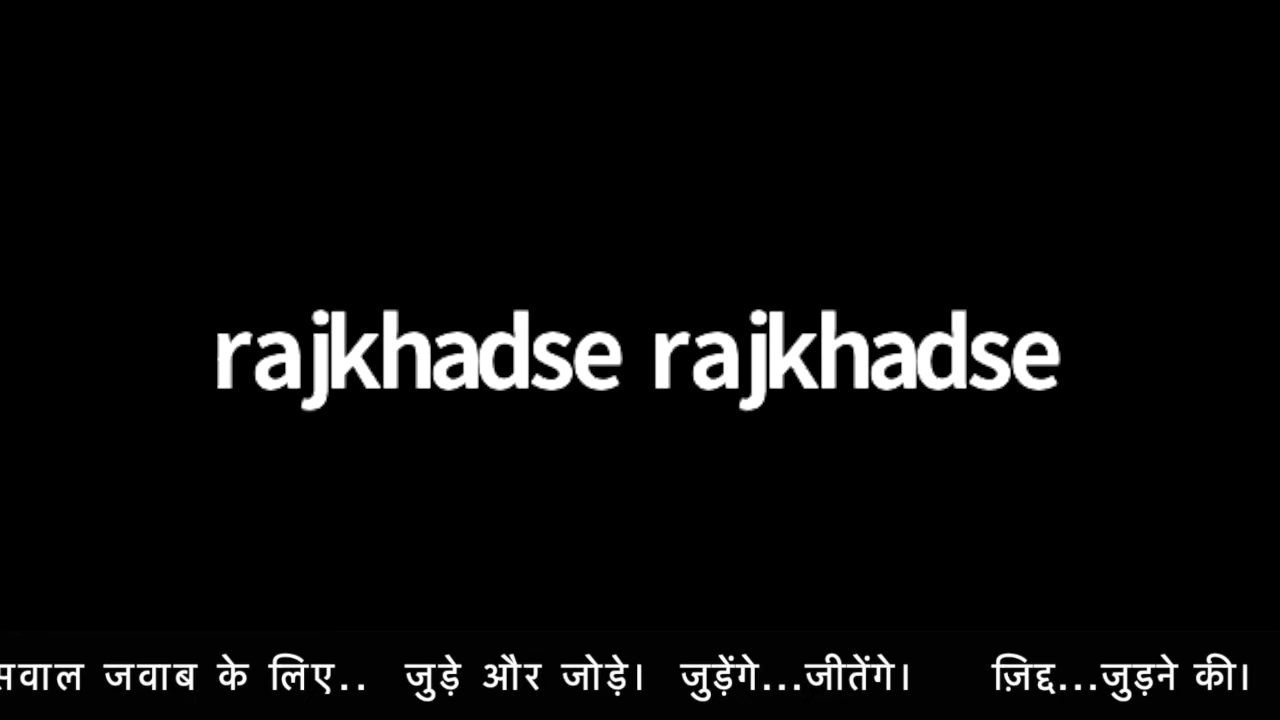 rajkhadse rajkhadse
सवाल जवाब के लिए.. जुड़े और जोड़े। जुड़ेंगे...जीतेंगे। ज़िद्द...जुड़ने की।